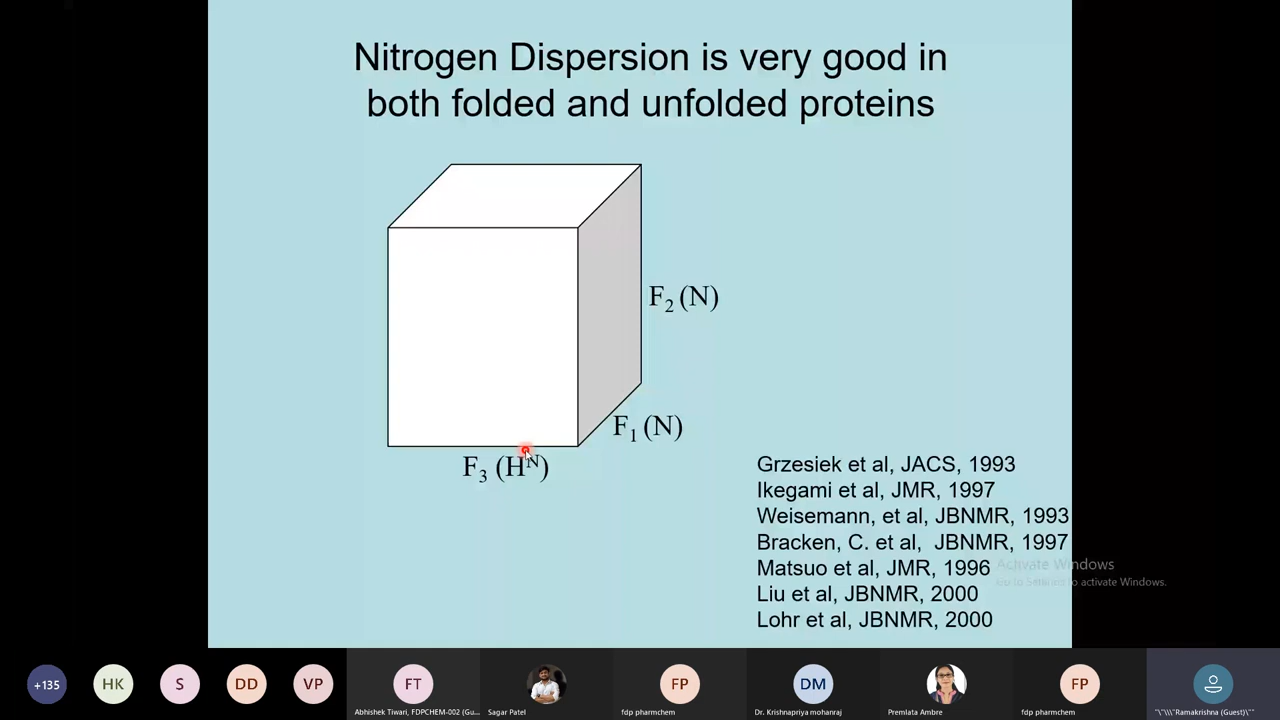 Nitrogen Dispersion is very good in
both folded and unfolded proteins
F2 (N)
F1 (N)
F3 (HN)
Grzesiek et al, JACS, 1993
Ikegami et al, JMR, 1997
Weisemann, et al, JBNMR, 1993
Bracken, C. et al, JBNMR, 1997
Matsuo et al, JMR, 1996
Liu et al, JBNMR, 2000
Lohr et al, JBNMR, 2000
Activate Windows
Go to Settings to activate Windows.
+135
HK
S
DD
VP
FT
FP
DM
FP
Abhishek Tiwari, FDPCHEM-002 (Gu...
Sagar Patel
fdp pharmchem
Dr. Krishnapriya mohanraj
Premlata Ambre
fdp pharmchem
"\"\\\"Ramakrishna (Guest)\""